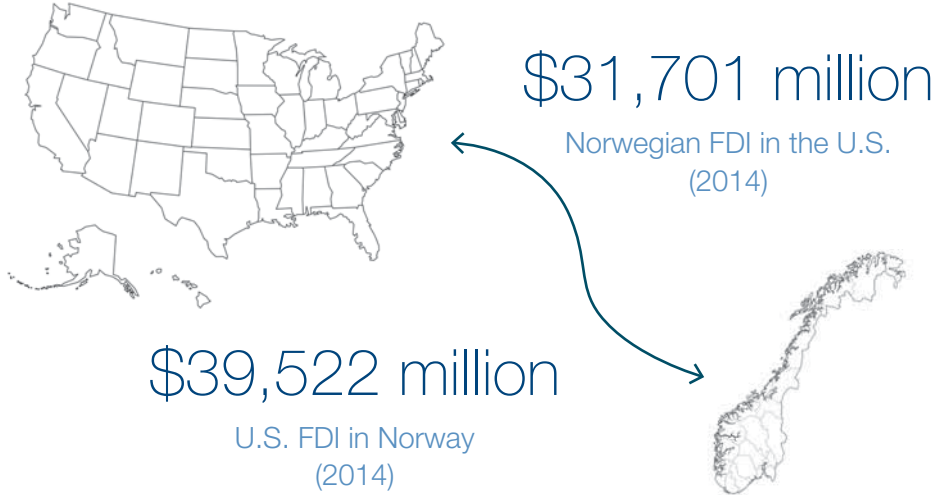 $31,701 million
Norwegian FDI in the U.S.
(2014)
$39,522 million
U.S. FDI in Norway
(2014)